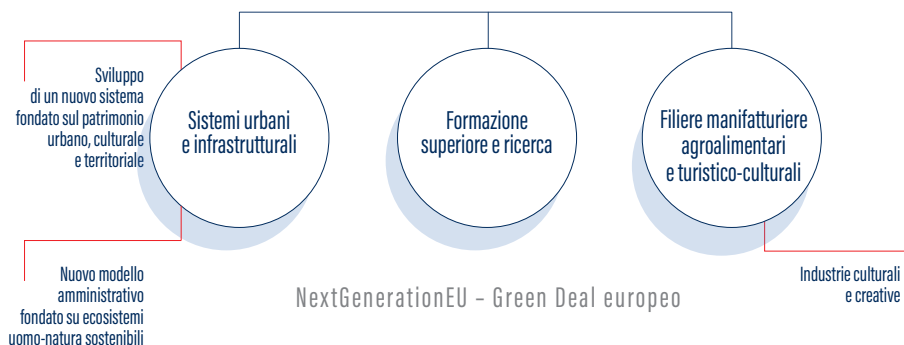 Sviluppo
di un nuovo sistema
fondato sul patrimonio
urbano, culturale
e territoriale
Sistemi urbani
e infrastrutturali
Formazione
superiore e ricerca
Filiere manifatturiere
agroalimentari
e turistico-culturali
Nuovo modello
amministrativo
fondato su ecosistemi
uomo-natura sostenibili
NextGenerationEU – Green Deal europeo
Industrie culturali
e creative